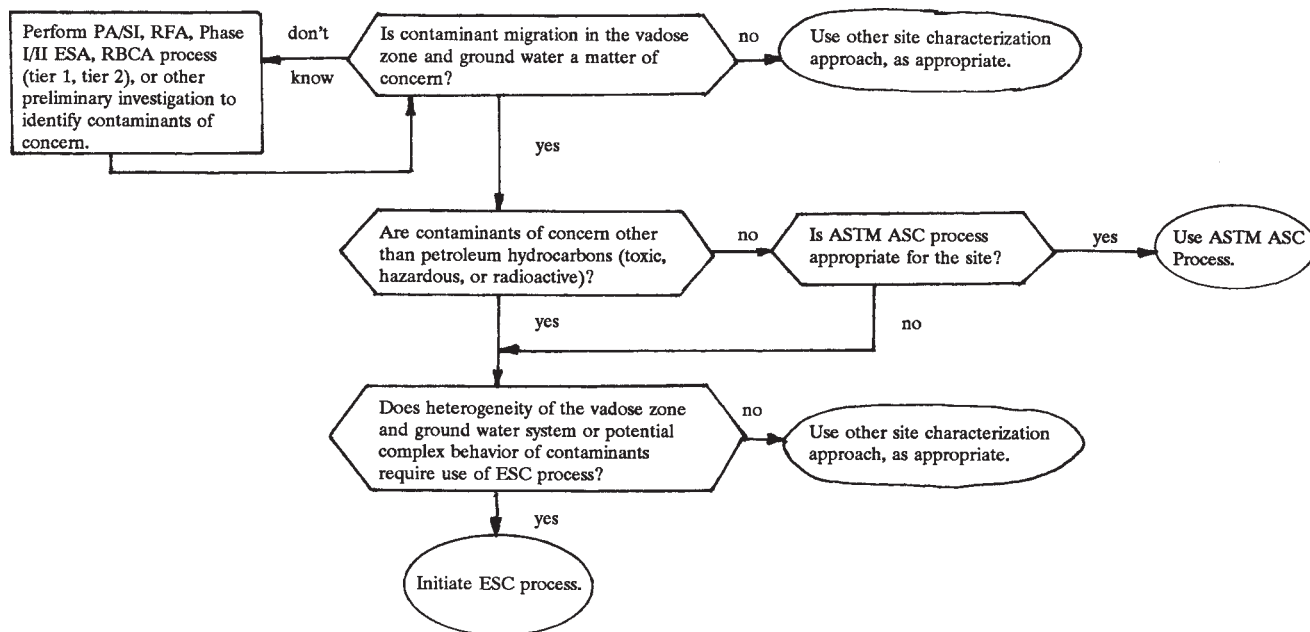 Perform PA/SI, RFA, Phase
I/II ESA, RBCA process
(tier 1, tier 2), or other
preliminary investigation to
identify contaminants of
concern.
don't
know
Is contaminant migration in the vadose
zone and ground water a matter of
concern?
no
Use other site characterization
approach, as appropriate.
yes
Are contaminants of concern other
than petroleum hydrocarbons (toxic,
hazardous, or radioactive)?
no
Is ASTM ASC process
appropriate for the site?
yes
Use ASTM ASC
Process.
yes
no
Does heterogeneity of the vadose zone
and ground water system or potential
complex behavior of contaminants
require use of ESC process?
no
Use other site characterization
approach, as appropriate.
yes
Initiate ESC process.